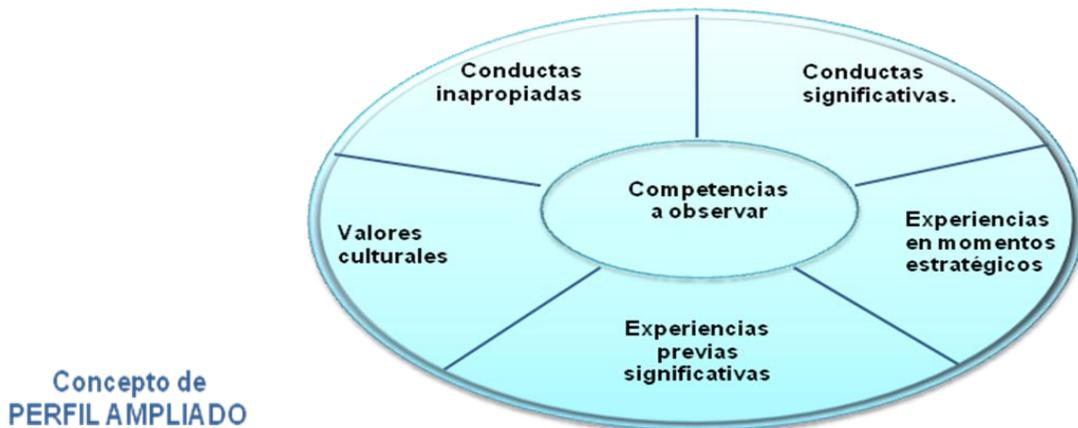 Conductas
inapropiadas
Conductas
significativas.
Competencias
a observar
Valores
culturales
Experiencias
en momentos
estratégicos
Experiencias
previas
significativas
Concepto de
PERFIL AMPLIADO